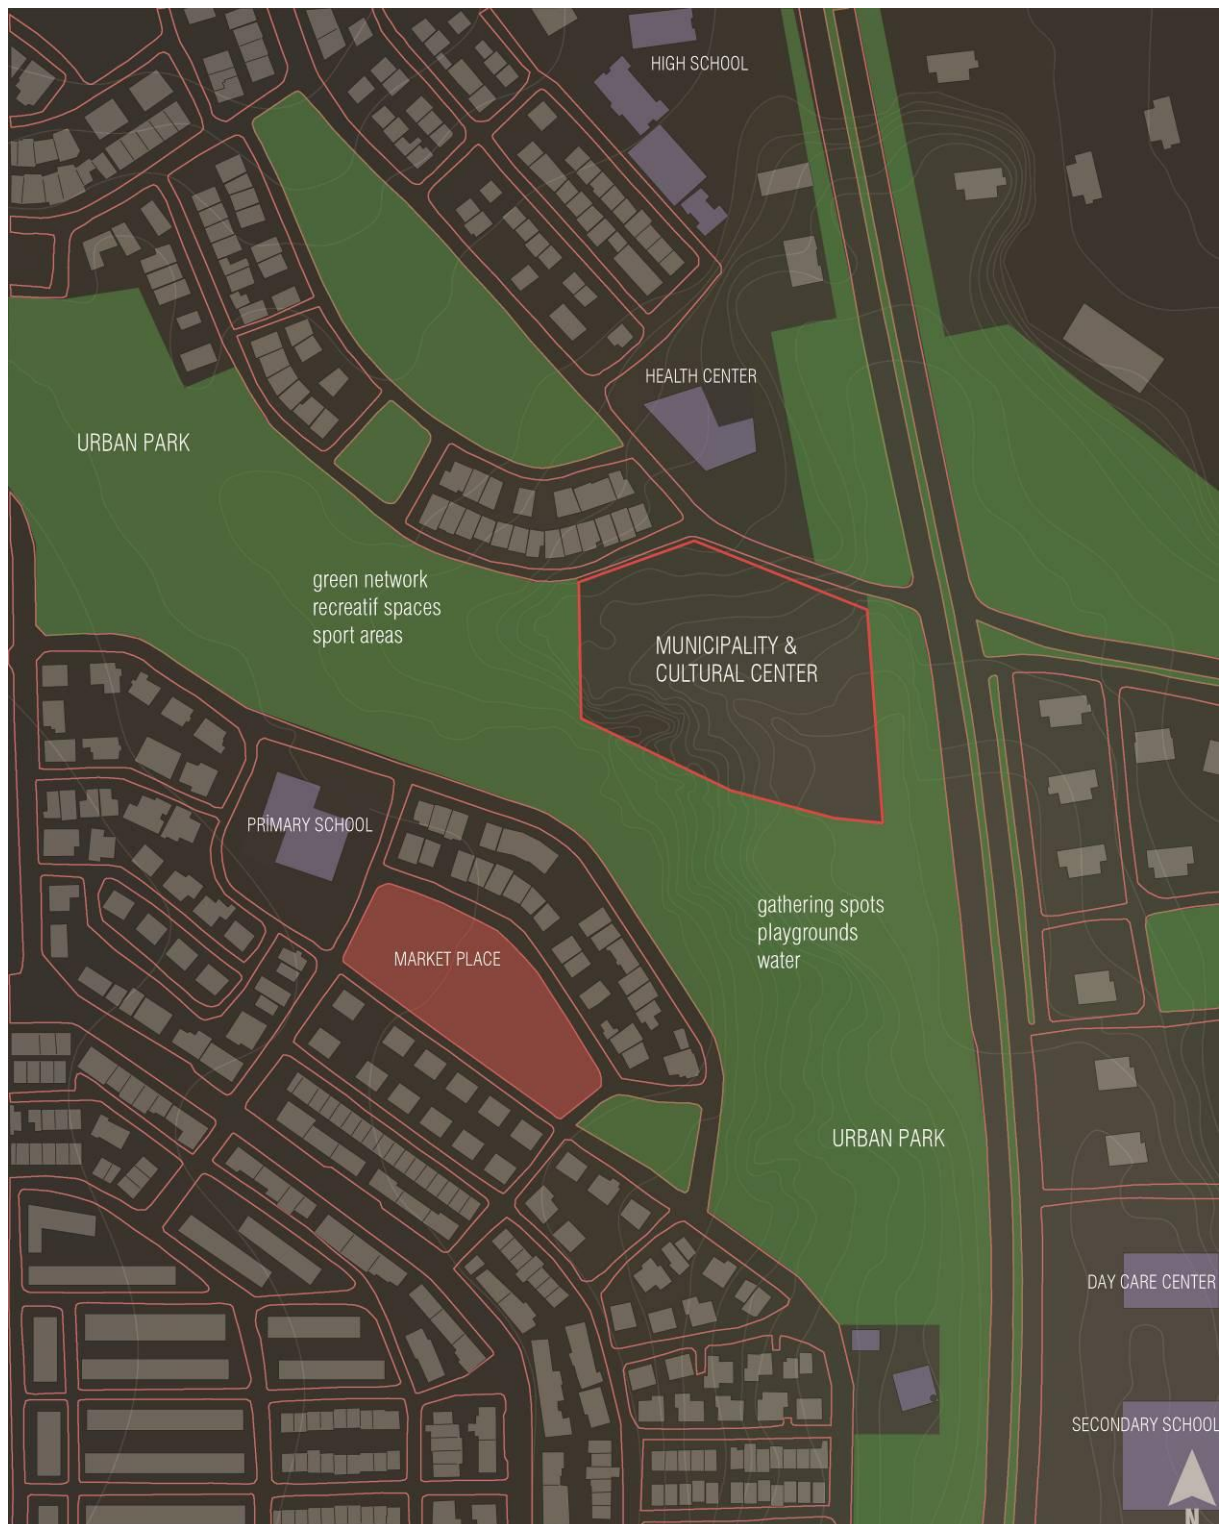 HIGH SCHOOL
HEALTH CENTER
URBAN PARK
green network
recreatif spaces
sport areas
MUNICIPALITY &
CULTURAL CENTER
PRİMARY SCHOOL
gathering spots
playgrounds
water
MARKET PLACE
URBAN PARK
DAY CARE CENTER
SECONDARY SCHOOL
N